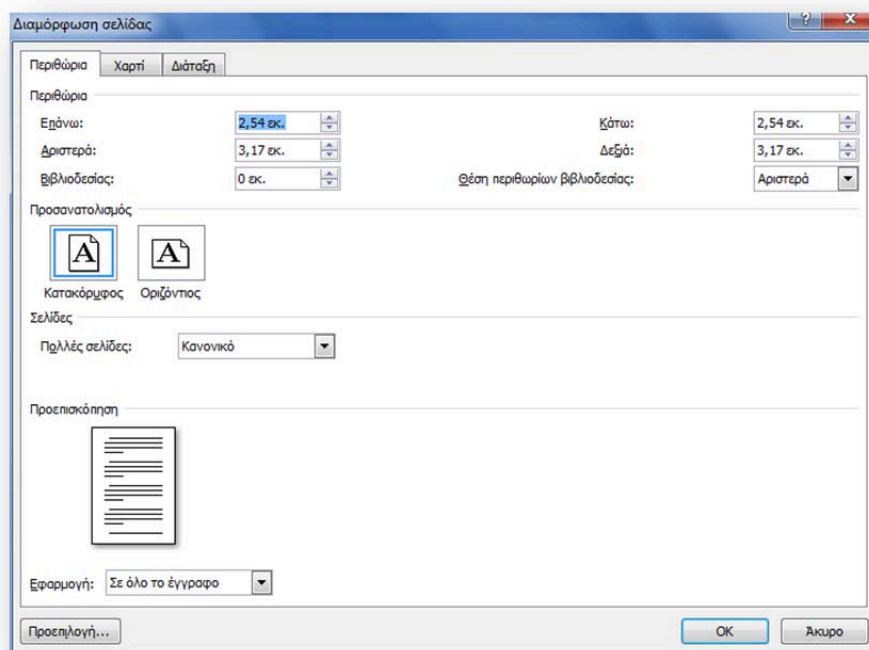 Διαμόρφωση σελίδας
Περιθώρια Χαρτί Διάταξη
Περιθώρια
Επάνω: 2,54 εκ. Κάτω: 2,54 εκ.
Αριστερά: 3,17 εκ. Δεξιά: 3,17 εκ.
Βιβλιοδεσίας: 0 εκ. Θέση περιθωρίων βιβλιοδεσίας: Αριστερά
Προσανατολισμός
A A
Κατακόρυφος Οριζόντιος
Σελίδες
Πολλές σελίδες: Κανονικό
Προεπισκόπηση
Εφαρμογή: Σε όλο το έγγραφο
Προεπιλογή... OK Άκυρο